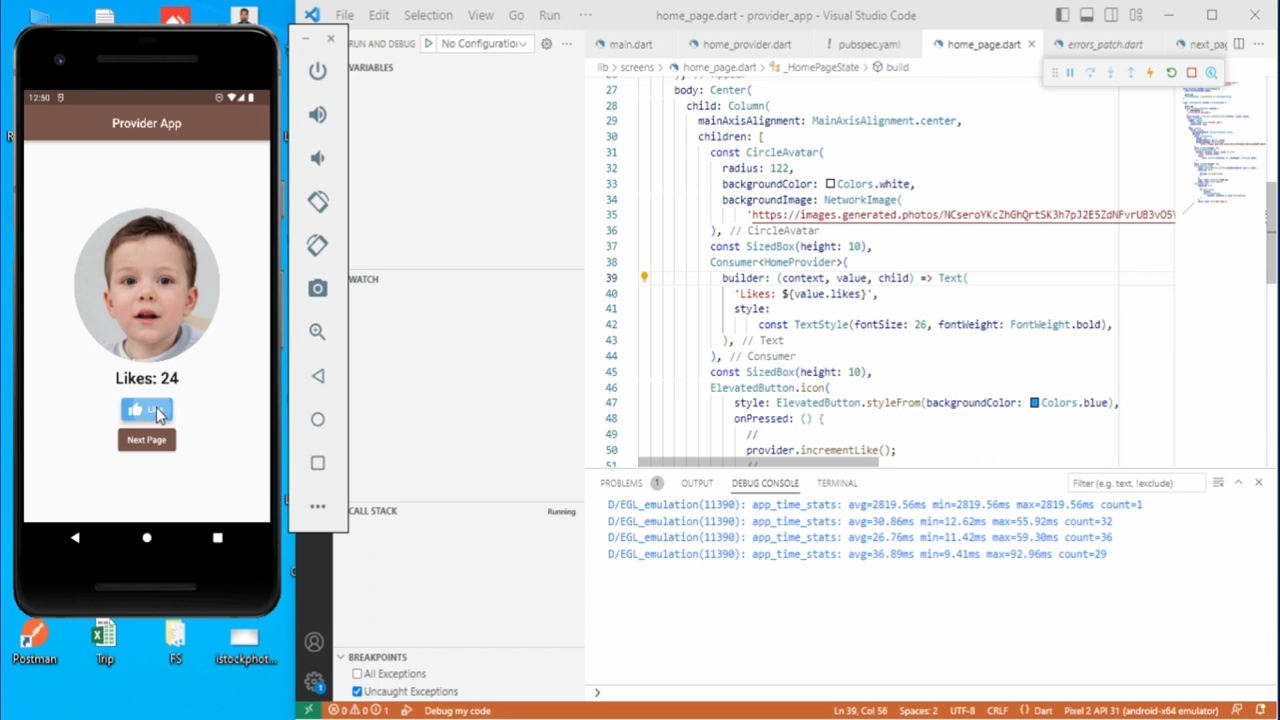 File Edit Selection View Go Run ··· home_page.dart - provider_app - Visual Studio Code
RUN AND DEBUG No Configuration
main.dart home_provider.dart pubspec.yaml home_page.dart errors_patch.dart
lib > screens > home_page.dart > _HomePageState > build
VARIABLES
WATCH
CALL STACK Running
BREAKPOINTS
All Exceptions
Uncaught Exceptions
12:50
Provider App
Likes: 24
Next Page
Postman
Trip
FS
istockphot...
27 body: Center(
28 child: Column(
29 mainAxisAlignment: MainAxisAlignment.center,
30 children: [
31 const CircleAvatar(
32 radius: 122,
33 backgroundColor: Colors.white,
34 backgroundImage: NetworkImage(
35 'https://images.generated.photos/NCseroYKcZhGhQrtSK3h7pJ2E5ZdNFvrUB3vO5Y
36 ), // CircleAvatar
37 const SizedBox(height: 10),
38 Consumer<HomeProvider>(
39 builder: (context, value, child) => Text(
40 'Likes: ${value.likes}',
41 style:
42 const TextStyle(fontSize: 26, fontWeight: FontWeight.bold),
43 ), // Text
44 ), // Consumer
45 const SizedBox(height: 10),
46 ElevatedButton.icon(
47 style: ElevatedButton.styleFrom(backgroundColor: Colors.blue),
48 onPressed: () {
49 //
50 provider.incrementLike();
51 //
PROBLEMS 1 OUTPUT DEBUG CONSOLE TERMINAL Filter (e.g. text, !exclude)
D/EGL_emulation(11390): app_time_stats: avg=2819.56ms min=2819.56ms max=2819.56ms count=1
D/EGL_emulation(11390): app_time_stats: avg=30.86ms min=12.62ms max=55.92ms count=32
D/EGL_emulation(11390): app_time_stats: avg=26.76ms min=11.42ms max=59.30ms count=36
D/EGL_emulation(11390): app_time_stats: avg=36.89ms min=9.41ms max=92.96ms count=29
0 0 1 Debug my code Ln 39, Col 56 Spaces: 2 UTF-8 CRLF {} Dart Pixel 2 API 31 (android-x64 emulator)